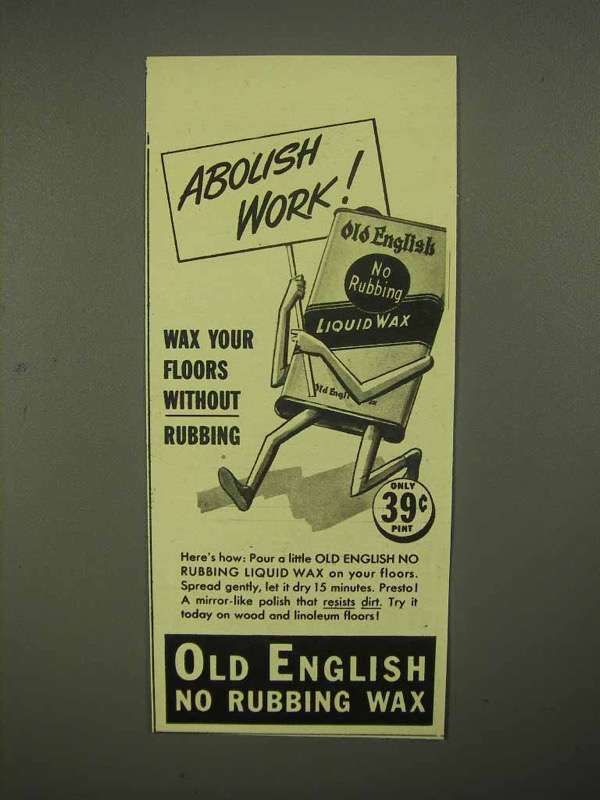 ABOLISH
WORK!
Old English
No
Rubbing
LIQUID WAX
Old Engl
WAX YOUR
FLOORS
WITHOUT
RUBBING
ONLY
39¢
PINT
Here's how: Pour a little OLD ENGLISH NO
RUBBING LIQUID WAX on your floors.
Spread gently, let it dry 15 minutes. Presto!
A mirror-like polish that resists dirt. Try it
today on wood and linoleum floors!
OLD ENGLISH
NO RUBBING WAX